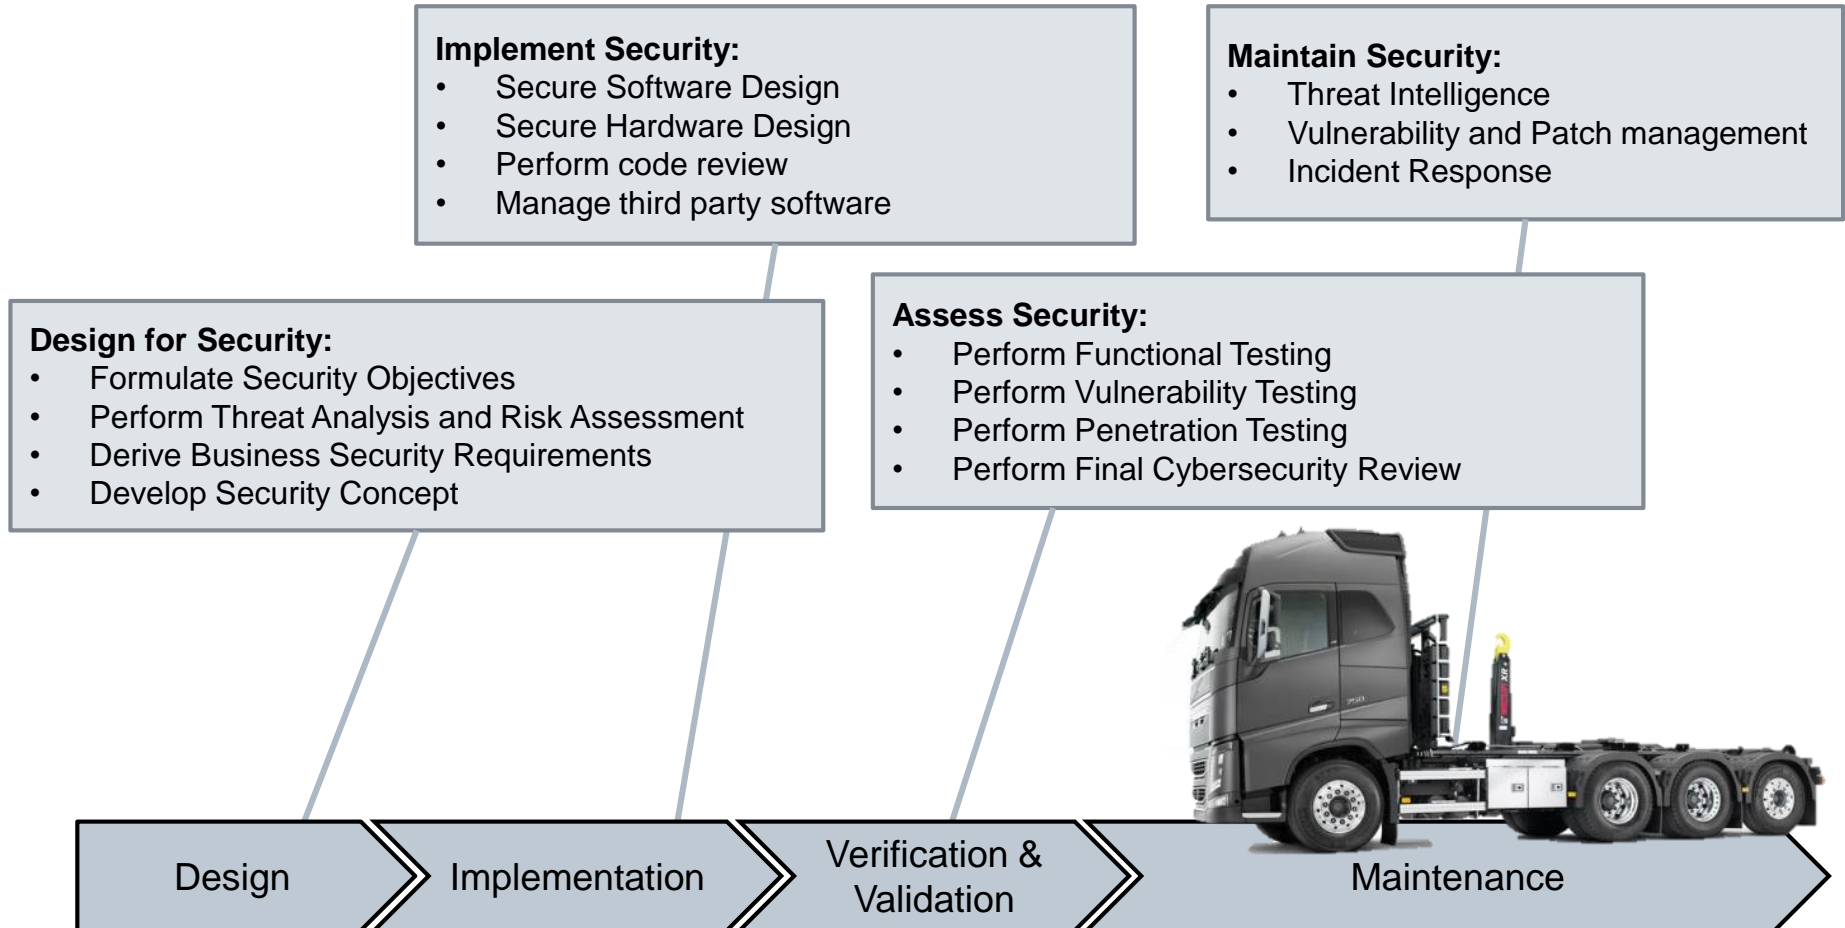 Implement Security:
• Secure Software Design
• Secure Hardware Design
• Perform code review
• Manage third party software
Maintain Security:
• Threat Intelligence
• Vulnerability and Patch management
• Incident Response
Design for Security:
• Formulate Security Objectives
• Perform Threat Analysis and Risk Assessment
• Derive Business Security Requirements
• Develop Security Concept
Assess Security:
• Perform Functional Testing
• Perform Vulnerability Testing
• Perform Penetration Testing
• Perform Final Cybersecurity Review
750
XR
Design
Implementation
Verification &
Validation
Maintenance